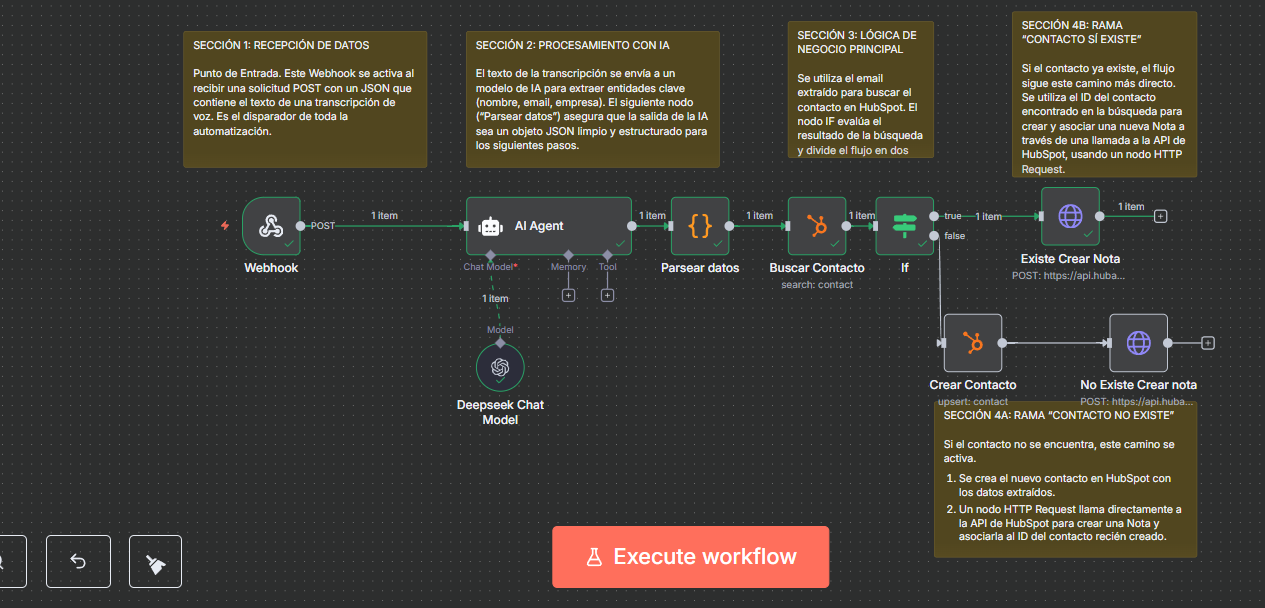 SECCIÓN 1: RECEPCIÓN DE DATOS
Punto de Entrada. Este Webhook se activa al
recibir una solicitud POST con un JSON que
contiene el texto de una transcripción de
voz. Es el disparador de toda la
automatización.
SECCIÓN 2: PROCESAMIENTO CON IA
El texto de la transcripción se envía a un
modelo de IA para extraer entidades clave
(nombre, email, empresa). El siguiente nodo
(“Parsear datos”) asegura que la salida de la IA
sea un objeto JSON limpio y estructurado para
los siguientes pasos.
SECCIÓN 3: LÓGICA DE
NEGOCIO PRINCIPAL
Se utiliza el email
extraído para buscar el
contacto en HubSpot. El
nodo IF evalúa el
resultado de la búsqueda
y divide el flujo en dos
SECCIÓN 4B: RAMA
“CONTACTO SÍ EXISTE”
Si el contacto ya existe, el flujo
sigue este camino más directo.
Se utiliza el ID del contacto
encontrado en la búsqueda para
crear y asociar una nueva Nota a
través de una llamada a la API de
HubSpot, usando un nodo HTTP
Request.
POST
1 item
Webhook
AI Agent
Chat Model*
Memory
Tool
1 item
Model
Deepseek Chat
Model
1 item
Parsear datos
1 item
Buscar Contacto
search: contact
1 item
If
true
false
1 item
Existe Crear Nota
POST: https://api.huba...
1 item
Crear Contacto
upsert: contact
No Existe Crear nota
POST: https://api.huba...
SECCIÓN 4A: RAMA “CONTACTO NO EXISTE”
Si el contacto no se encuentra, este camino se
activa.
1. Se crea el nuevo contacto en HubSpot con
los datos extraídos.
2. Un nodo HTTP Request llama directamente a
la API de HubSpot para crear una Nota y
asociarla al ID del contacto recién creado.
Execute workflow